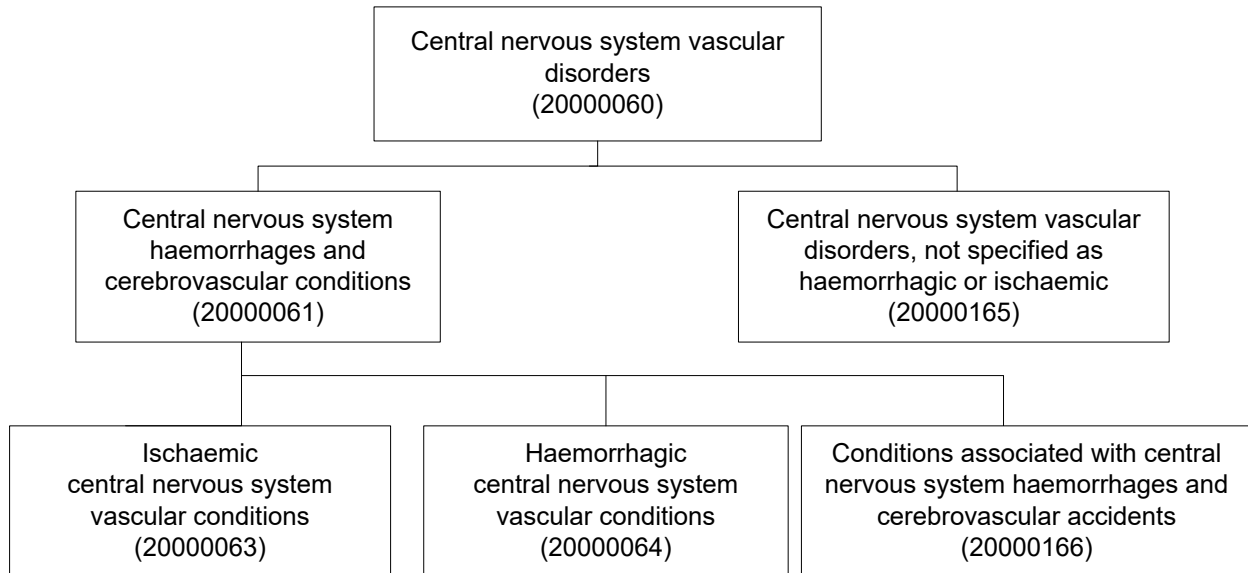 Central nervous system vascular
disorders
(20000060)
Central nervous system
haemorrhages and
cerebrovascular conditions
(20000061)
Central nervous system vascular
disorders, not specified as
haemorrhagic or ischaemic
(20000165)
Ischaemic
central nervous system
vascular conditions
(20000063)
Haemorrhagic
central nervous system
vascular conditions
(20000064)
Conditions associated with central
nervous system haemorrhages and
cerebrovascular accidents
(20000166)